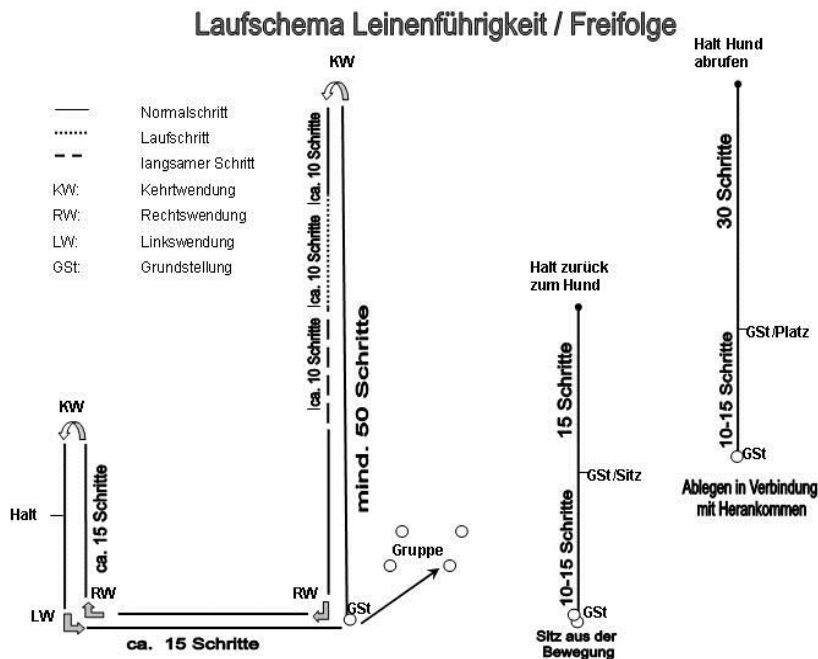 Laufschema Leinenführigkeit / Freifolge
KW
Normalschritt
Laufschritt
langsamer Schritt
KW: Kehrtwendung
RW: Rechtswendung
LW: Linkswendung
GSt: Grundstellung
ca. 10 Schritte
ca. 10 Schritte
ca. 10 Schritte
mind. 50 Schritte
KW
Halt
ca. 15 Schritte
RW
LW
RW
GSt
ca. 15 Schritte
Gruppe
Halt zurück
zum Hund
15 Schritte
GSt/Sitz
10-15 Schritte
GSt
Sitz aus der
Bewegung
Halt Hund
abrufen
30 Schritte
GSt/Platz
10-15 Schritte
GSt
Ablegen in Verbindung
mit Herankommen